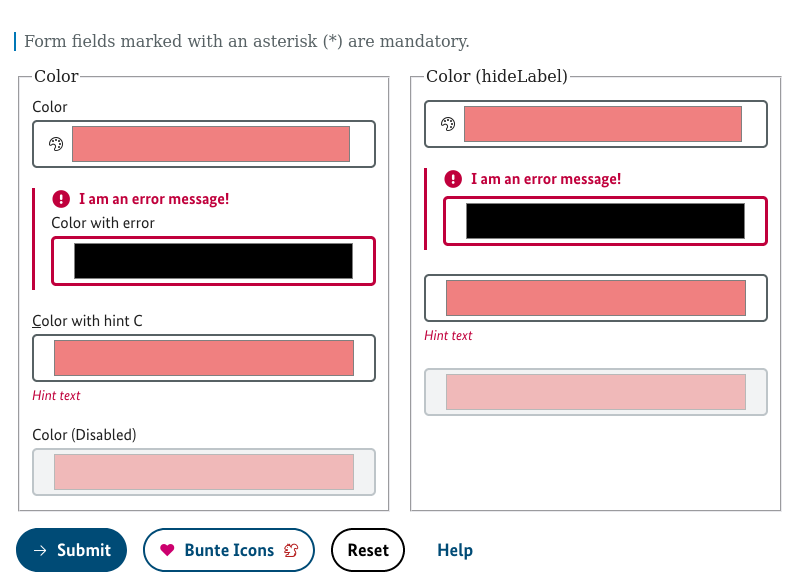 Form fields marked with an asterisk (*) are mandatory.
Color
Color
I am an error message!
Color with error
Color with hint C
Hint text
Color (Disabled)
Color (hideLabel)
I am an error message!
Hint text
Submit
Bunte Icons
Reset
Help